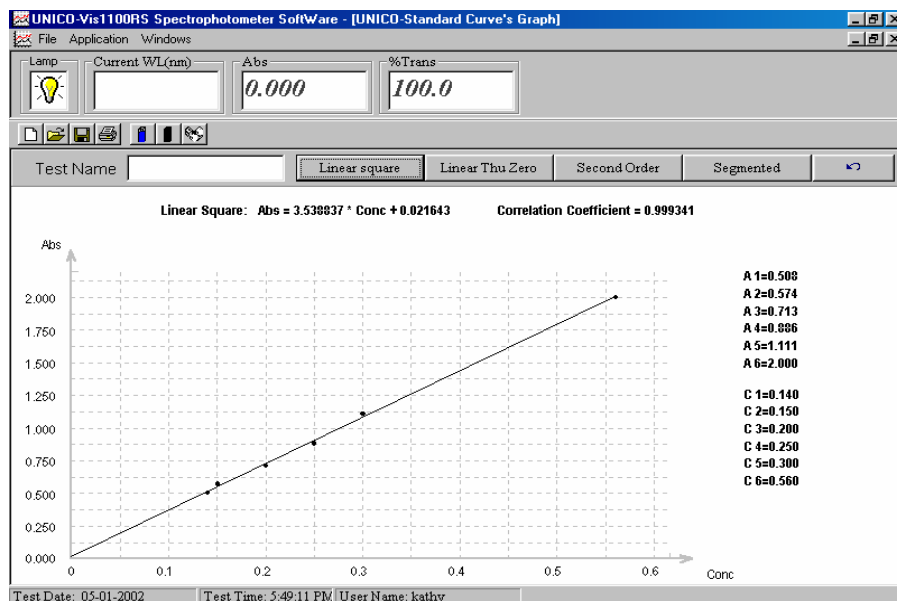 UNICO-Vis1100RS Spectrophotometer SoftWare - [UNICO-Standard Curve's Graph]
File Application Windows
Lamp Current WL(nm) Abs %Trans
0.000 100.0
Test Name Linear square Linear Thu Zero Second Order Segmented
Linear Square: Abs = 3.538837 * Conc + 0.021643 Correlation Coefficient = 0.999341
Abs
2.000
1.750
1.500
1.250
1.000
0.750
0.500
0.250
0.000
0 0.1 0.2 0.3 0.4 0.5 0.6 Conc
A 1=0.508
A 2=0.574
A 3=0.713
A 4=0.886
A 5=1.111
A 6=2.000
C 1=0.140
C 2=0.150
C 3=0.200
C 4=0.250
C 5=0.300
C 6=0.560
Test Date: 05-01-2002 Test Time: 5:49:11 PM User Name: kathy